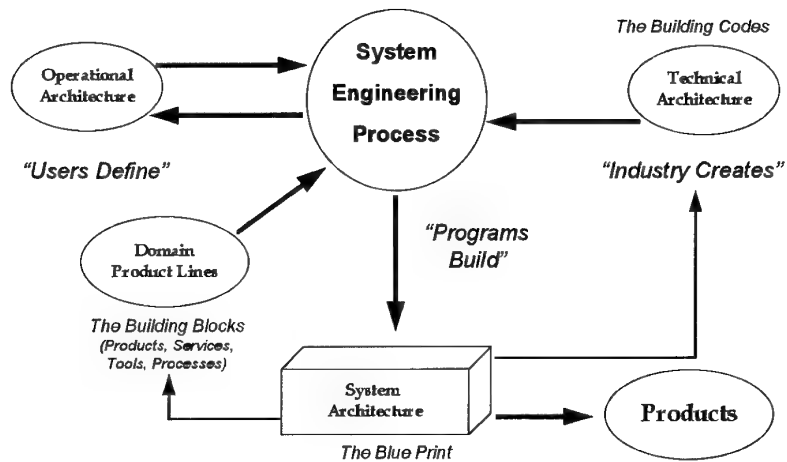 The Building Codes
System
Engineering
Process
Operational
Architecture
Technical
Architecture
"Users Define"
"Industry Creates"
"Programs
Build"
Domain
Product Lines
The Building Blocks
(Products, Services,
Tools, Processes)
System
Architecture
Products
The Blue Print